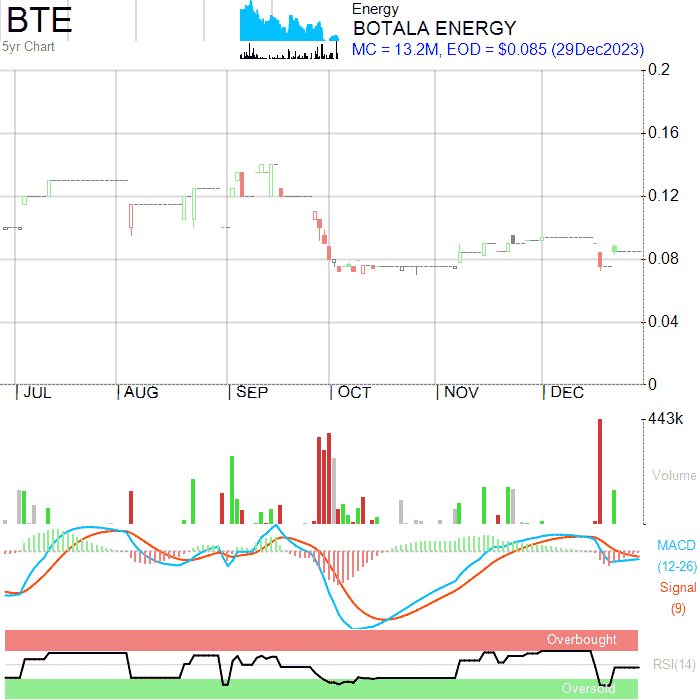 BTE
5yr Chart
Energy
BOTALA ENERGY
MC = 13.2M, EOD = $0.085 (29Dec2023)
0.2
0.16
0.12
0.08
0.04
0
JUL AUG SEP OCT NOV DEC
443k
Volume
MACD
(12-26)
Signal
(9)
Overbought
RSI(14)
Oversold